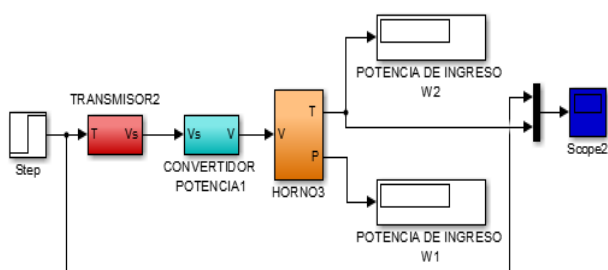 POTENCIA DE INGRESO
W2
TRANSMISOR2
T
Vs
Vs
V
V
T
P
Step
CONVERTIDOR
POTENCIA1
HORNO3
Scope2
POTENCIA DE INGRESO
W1